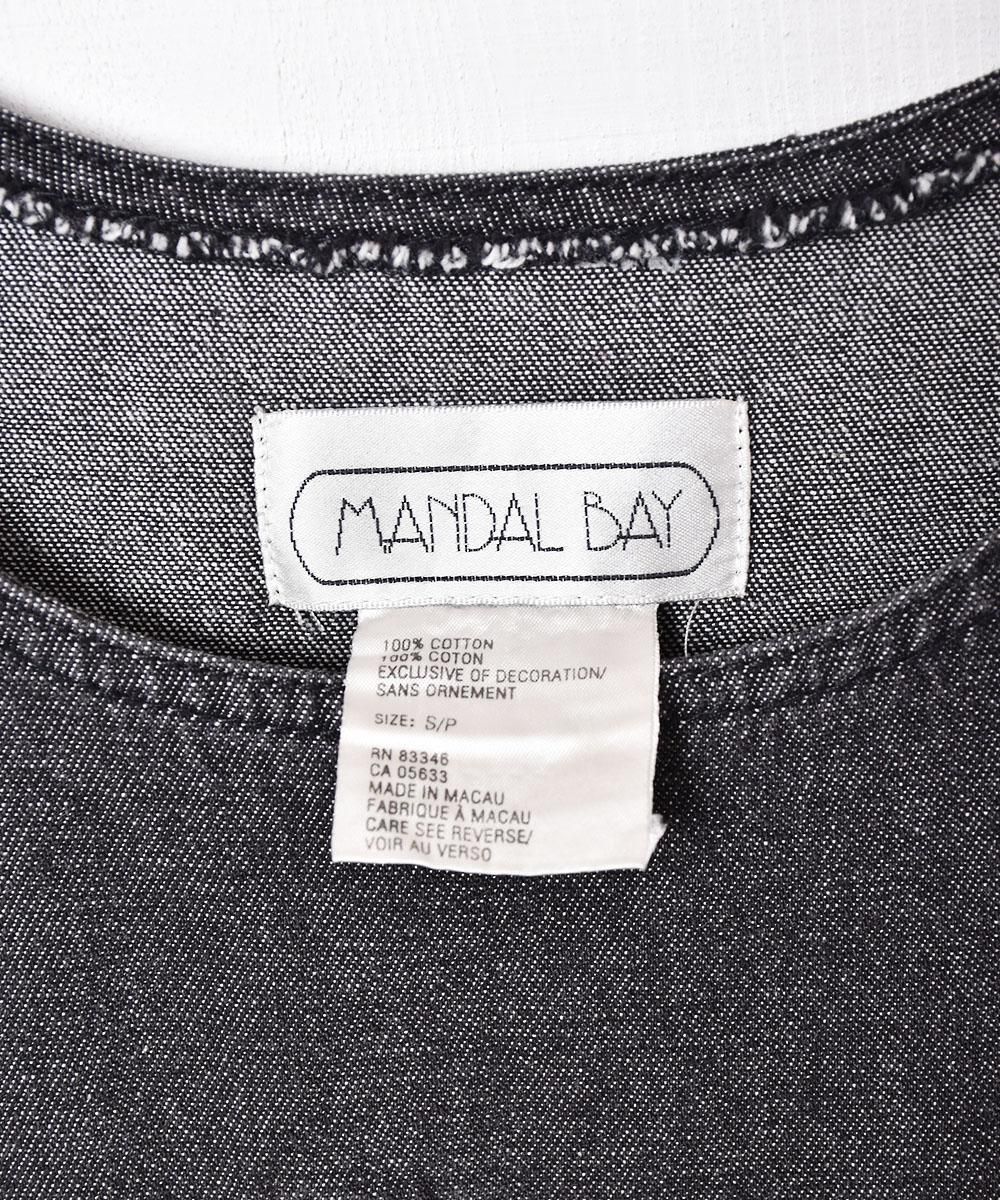 MANDAL BAY
100% COTTON
100% COTON
EXCLUSIVE OF DECORATION/
SANS ORNEMENT
SIZE: S/P
RN 83346
CA 05633
MADE IN MACAU
FABRIQUE À MACAU
CARE SEE REVERSE/
VOIR AU VERSO